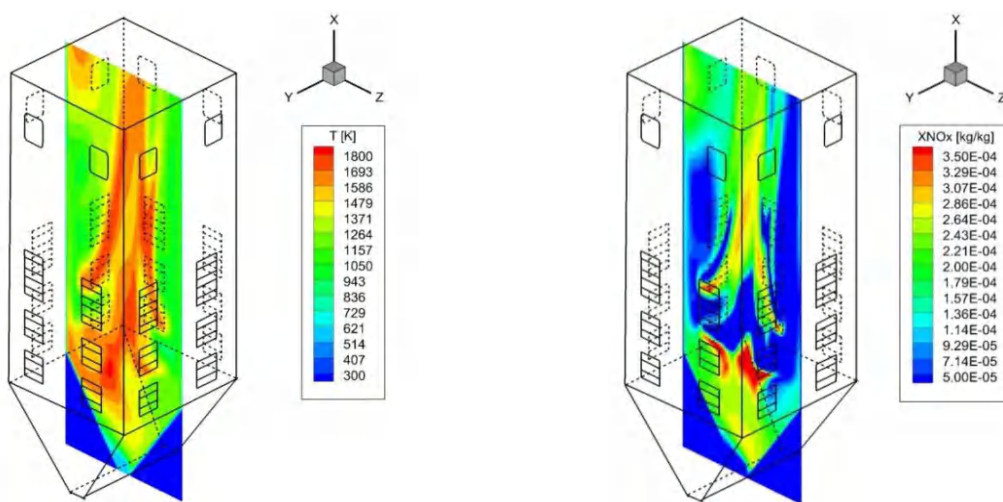 X
Y
Z
T [K]
1800
1693
1586
1479
1371
1264
1157
1050
943
836
729
621
514
407
300
X
Y
Z
XNOx [kg/kg]
3.50E-04
3.29E-04
3.07E-04
2.86E-04
2.64E-04
2.43E-04
2.21E-04
2.00E-04
1.79E-04
1.57E-04
1.36E-04
1.14E-04
9.29E-05
7.14E-05
5.00E-05